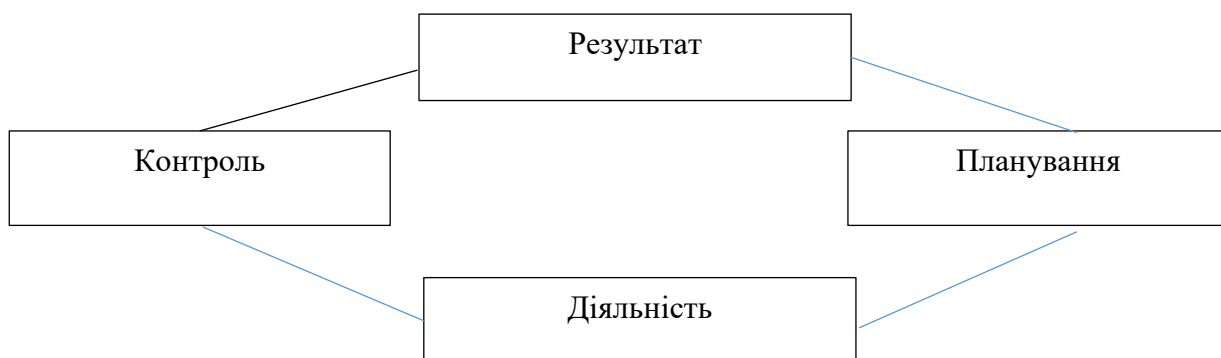 Результат
Контроль
Планування
Діяльність